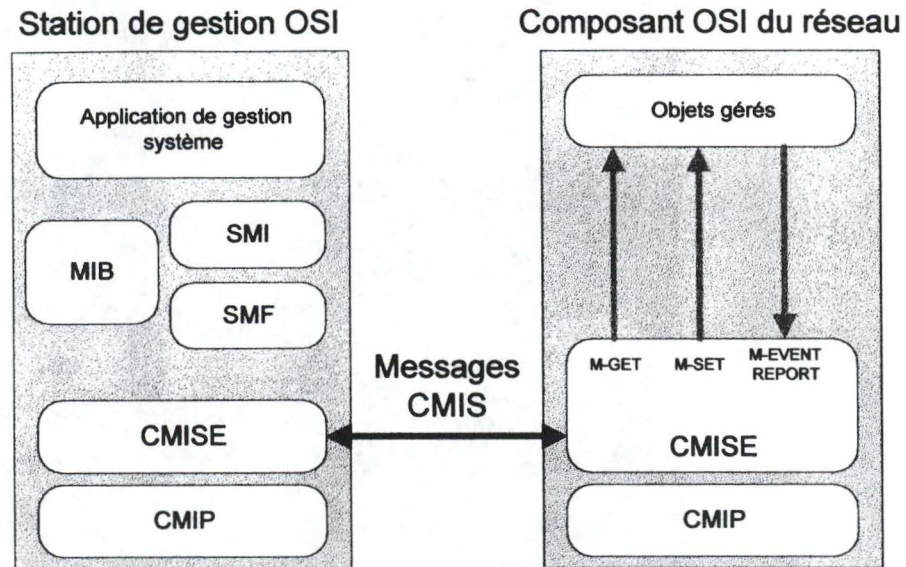 Station de gestion OSI
Composant OSI du réseau
Application de gestion
système
MIB
SMI
SMF
CMISE
CMIP
Messages
CMIS
Objets gérés
M-GET
M-SET
M-EVENT
REPORT
CMISE
CMIP